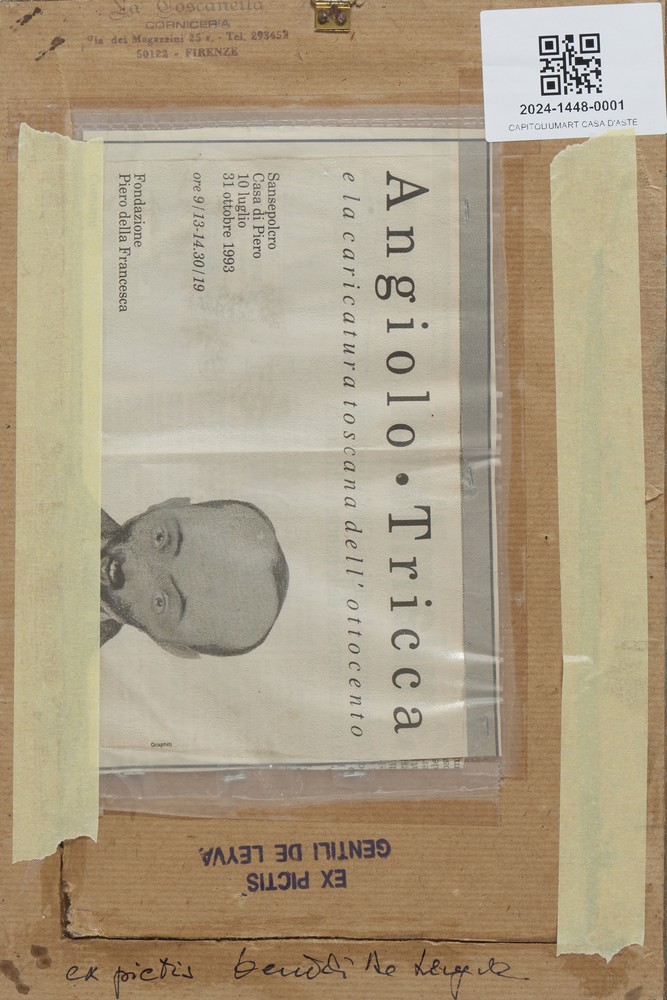 La Toscanella
CORNICERIA
Via dei Magazzini 25 r. - Tel. 293452
50122 - FIRENZE
2024-1448-0001
CAPITOLIUMART CASA D'ASTE
Angiolo • Tricca
e la caricatura toscana dell'ottocento
Sansepolcro
Casa di Piero
10 luglio
31 ottobre 1993
ore 9/13-14.30/19
Fondazione
Piero della Francesca
Graphiti
EX PICTIS
GENTILI DE LEYVA
ex pictis